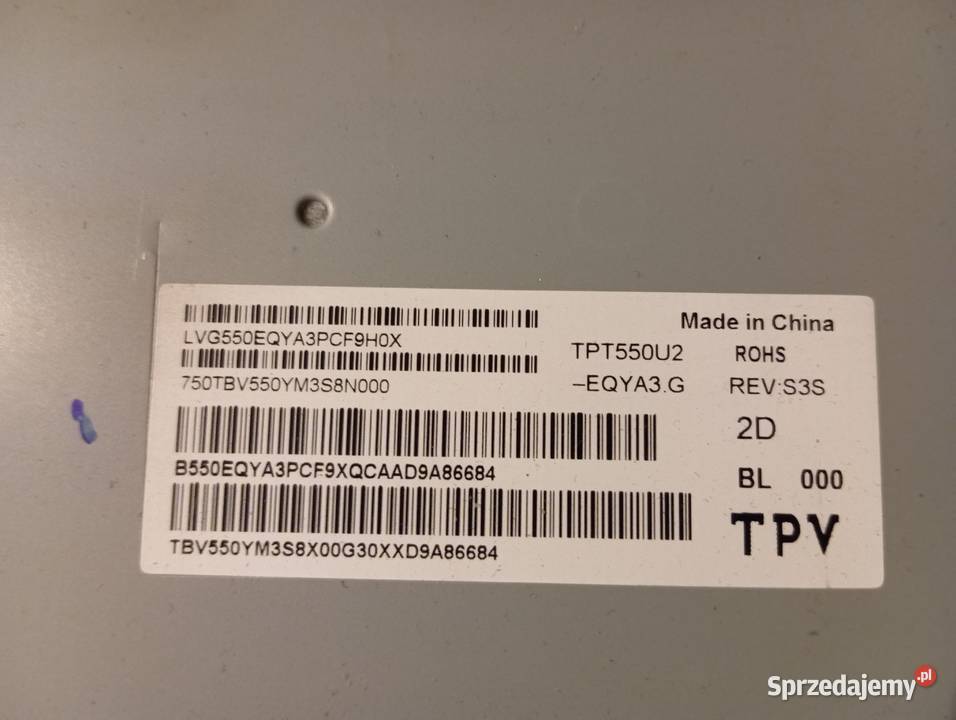 LVG550EQYA3PCF9H0X
750TBV550YM3S8N000
B550EQYA3PCF9XQCAAD9A86684
TBV550YM3S8X00G30XXD9A86684
Made in China
TPT550U2 ROHS
–EQYA3.G REV:S3S
2D
BL 000
TPV
Sprzedajemy.pl